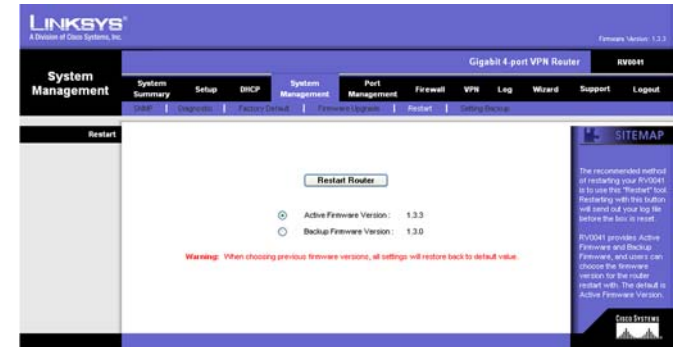 LINKSYS®
A Division of Cisco Systems, Inc.
Firmware Version: 1.3.3
Gigabit 4-port VPN Router
RV0041
System Management
System Summary
Setup
DHCP
System Management
Port Management
Firewall
VPN
Log
Wizard
Support
Logout
SNMP | Diagnostic | Factory Default | Firmware Upgrade | Restart | Setting Backup
Restart
SITEMAP
Restart Router
Active Firmware Version : 1.3.3
Backup Firmware Version : 1.3.0
Warning: When choosing previous firmware versions, all settings will restore back to default value.
The recommended method
of restarting your RV0041
is to use this "Restart" tool.
Restarting with this button
will send out your log file
before the box is reset.
RV0041 provides Active
Firmware and Backup
Firmware, and users can
choose the firmware
version for the router
restart with. The default is
Active Firmware Version.
CISCO SYSTEMS